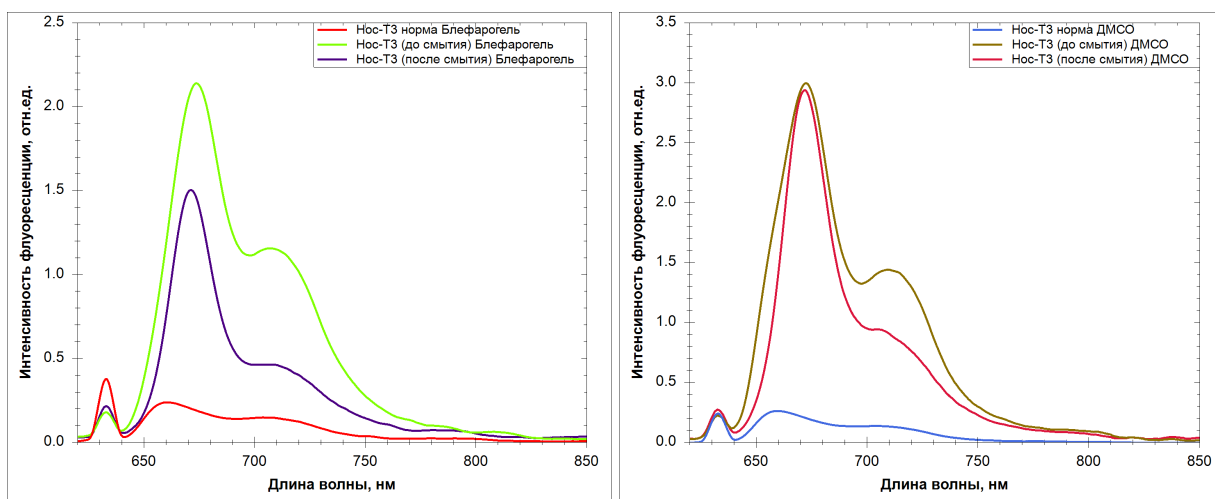 Нос-Т3 норма Блефарогель
Нос-Т3 (до смытия) Блефарогель
Нос-Т3 (после смытия) Блефарогель
Интенсивность флуоресценции, отн.ед.
2.5
2.0
1.5
1.0
0.5
0.0
650
700
750
800
850
Длина волны, нм
Нос-Т3 норма ДМСО
Нос-Т3 (до смытия) ДМСО
Нос-Т3 (после смытия) ДМСО
Интенсивность флуоресценции, отн.ед.
3.5
3.0
2.5
2.0
1.5
1.0
0.5
0.0
650
700
750
800
850
Длина волны, нм